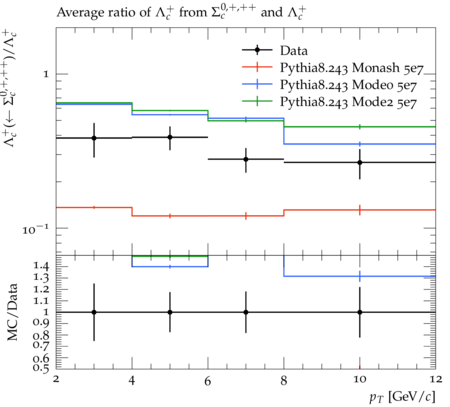 Average ratio of Λc+ from Σc0,+,++ and Λc+
Λc+(← Σc0,+,++)/Λc+
1
10−1
Data
Pythia8.243 Monash 5e7
Pythia8.243 Mode0 5e7
Pythia8.243 Mode2 5e7
MC/Data
1.4
1.3
1.2
1.1
1
0.9
0.8
0.7
0.6
0.5
2 4 6 8 10 12
pT [GeV/c]